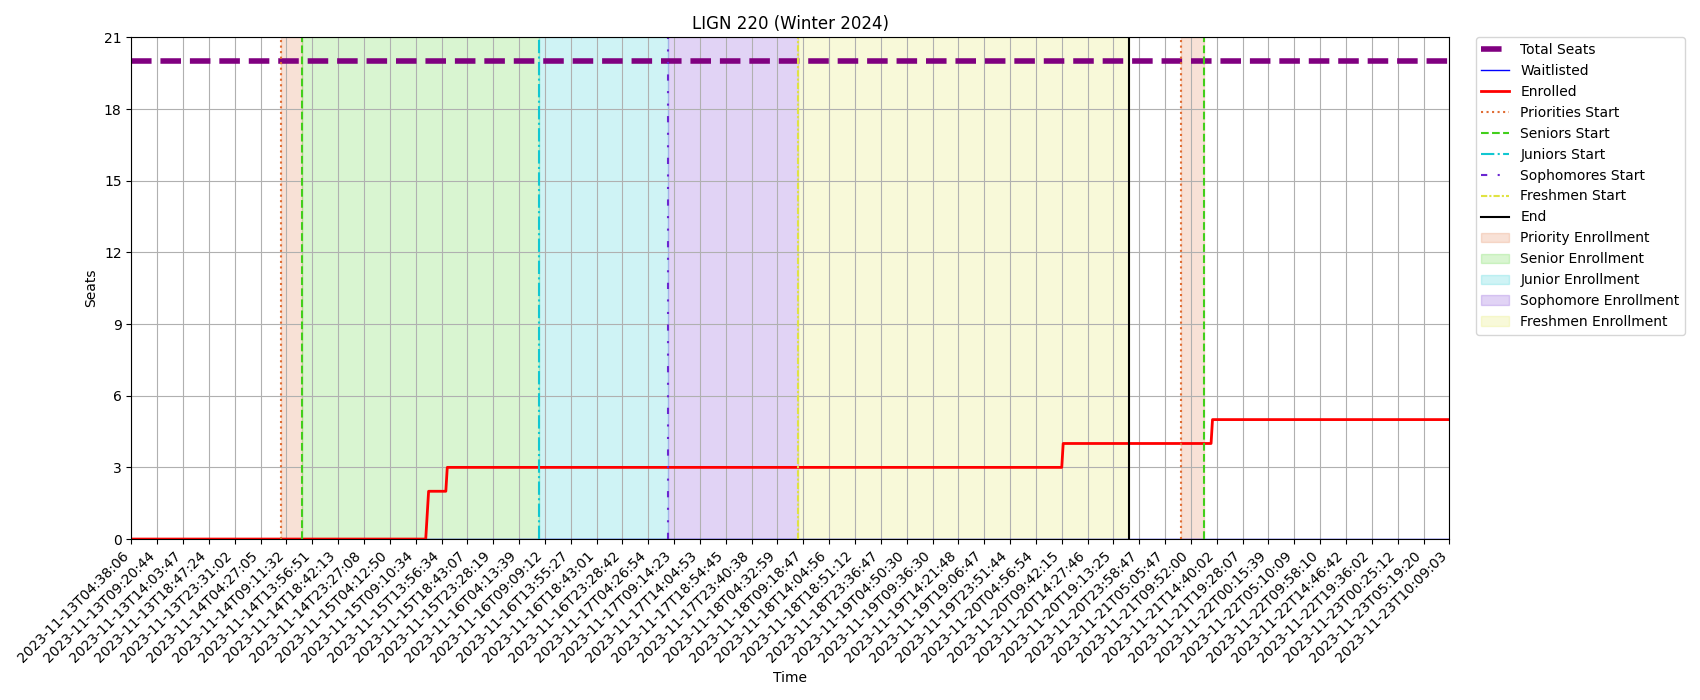 LIGN 220 (Winter 2024)
21
18
15
12
9
6
3
0
Seats
2023-11-13T04:38:06
2023-11-13T09:20:44
2023-11-13T14:03:47
2023-11-13T18:47:24
2023-11-13T23:31:02
2023-11-14T04:27:05
2023-11-14T09:11:32
2023-11-14T13:56:51
2023-11-14T18:42:13
2023-11-14T23:27:08
2023-11-15T04:12:50
2023-11-15T09:10:34
2023-11-15T13:56:34
2023-11-15T18:43:07
2023-11-15T23:28:19
2023-11-16T04:13:39
2023-11-16T09:09:12
2023-11-16T13:55:27
2023-11-16T18:43:01
2023-11-16T23:28:42
2023-11-17T04:26:54
2023-11-17T09:14:23
2023-11-17T14:04:53
2023-11-17T18:54:45
2023-11-17T23:40:38
2023-11-18T04:32:59
2023-11-18T09:18:47
2023-11-18T14:04:56
2023-11-18T18:51:12
2023-11-18T23:36:47
2023-11-19T04:50:30
2023-11-19T09:36:30
2023-11-19T14:21:48
2023-11-19T19:06:47
2023-11-19T23:51:44
2023-11-20T04:56:54
2023-11-20T09:42:15
2023-11-20T14:27:46
2023-11-20T19:13:25
2023-11-20T23:58:47
2023-11-21T05:05:47
2023-11-21T09:52:00
2023-11-21T14:40:02
2023-11-21T19:28:07
2023-11-22T00:15:39
2023-11-22T05:10:09
2023-11-22T09:58:10
2023-11-22T14:46:42
2023-11-22T19:36:02
2023-11-23T00:25:12
2023-11-23T05:19:20
2023-11-23T10:09:03
Time
Total Seats
Waitlisted
Enrolled
Priorities Start
Seniors Start
Juniors Start
Sophomores Start
Freshmen Start
End
Priority Enrollment
Senior Enrollment
Junior Enrollment
Sophomore Enrollment
Freshmen Enrollment